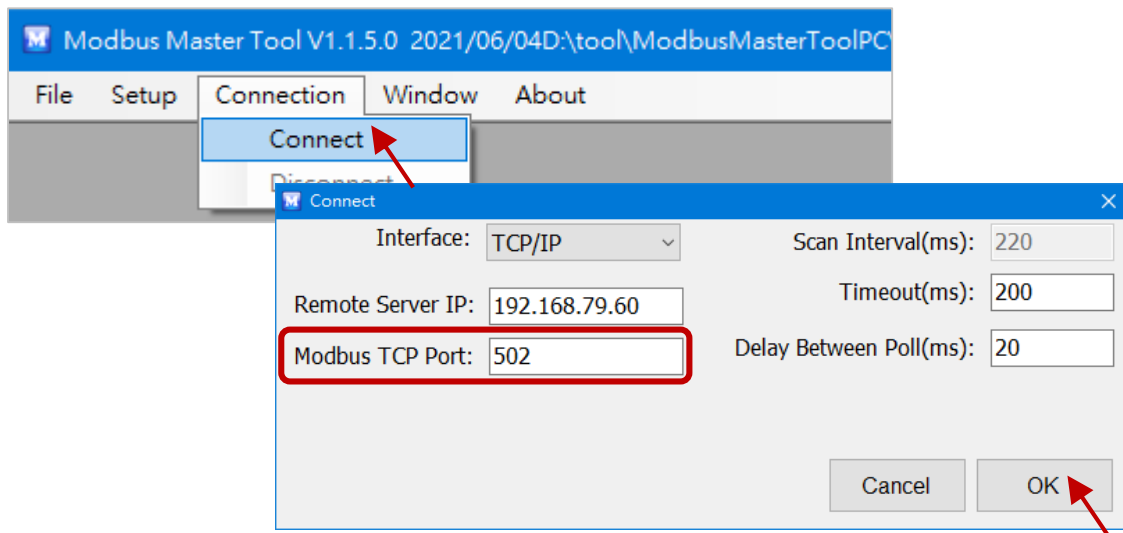 Modbus Master Tool V1.1.5.0 2021/06/04D:\tool\ModbusMasterToolPC
File Setup Connection Window About
Connect
Disconnect
Connect
Interface: TCP/IP Scan Interval(ms): 220
Remote Server IP: 192.168.79.60 Timeout(ms): 200
Modbus TCP Port: 502 Delay Between Poll(ms): 20
Cancel OK